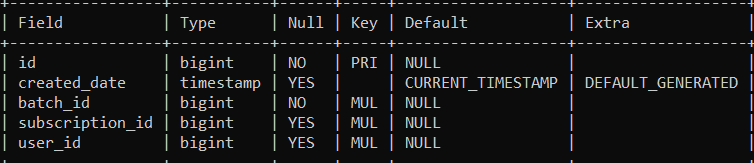 | Field | Type | Null | Key | Default | Extra |
| id | bigint | NO | PRI | NULL | |
| created_date | timestamp | YES | | CURRENT_TIMESTAMP | DEFAULT_GENERATED |
| batch_id | bigint | NO | MUL | NULL | |
| subscription_id | bigint | YES | MUL | NULL | |
| user_id | bigint | YES | MUL | NULL | |